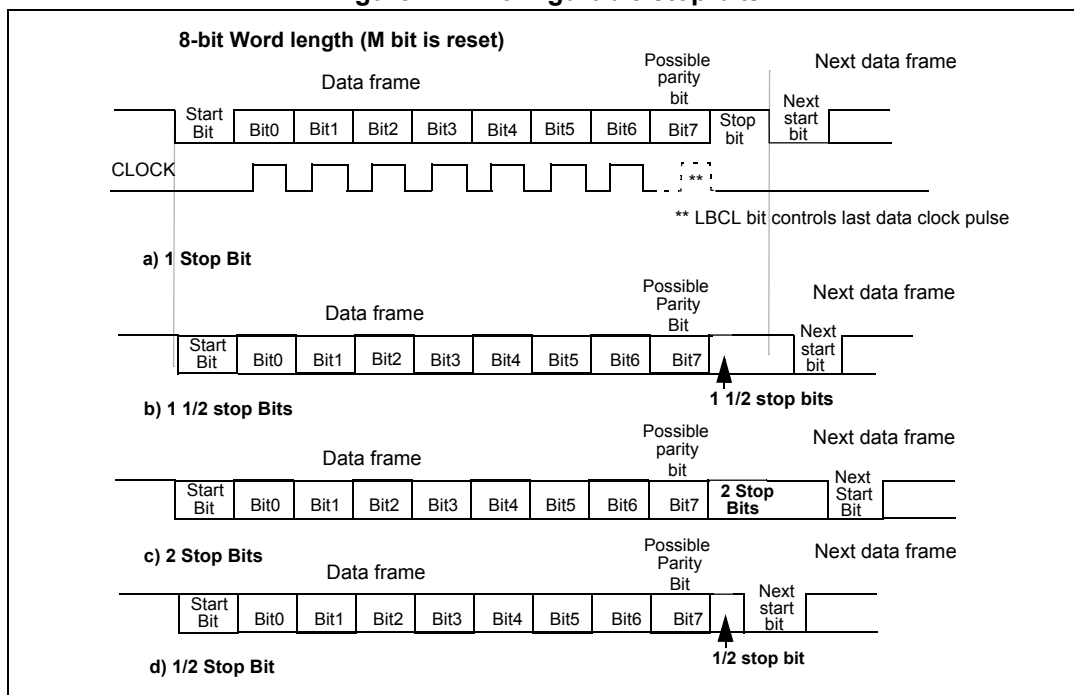 8-bit Word length (M bit is reset)
Data frame
Possible
parity
bit
Next data frame
Start
Bit
Bit0
Bit1
Bit2
Bit3
Bit4
Bit5
Bit6
Bit7
Stop
bit
Next
start
bit
CLOCK
**
** LBCL bit controls last data clock pulse
a) 1 Stop Bit
Data frame
Possible
Parity
Bit
Next data frame
Start
Bit
Bit0
Bit1
Bit2
Bit3
Bit4
Bit5
Bit6
Bit7
Next
start
bit
1 1/2 stop bits
b) 1 1/2 stop Bits
Data frame
Possible
parity
bit
Next data frame
Start
Bit
Bit0
Bit1
Bit2
Bit3
Bit4
Bit5
Bit6
Bit7
2 Stop
Bits
Next
Start
Bit
c) 2 Stop Bits
Data frame
Possible
Parity
Bit
Next data frame
Start
Bit
Bit0
Bit1
Bit2
Bit3
Bit4
Bit5
Bit6
Bit7
Next
start
bit
1/2 stop bit
d) 1/2 Stop Bit